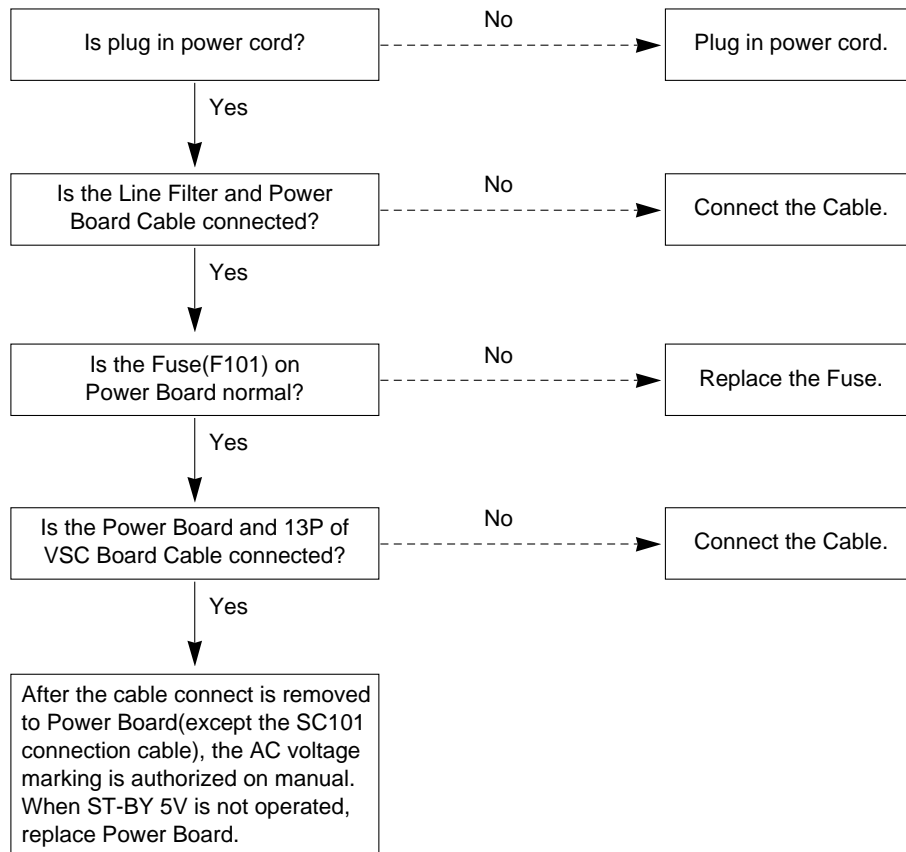 Is plug in power cord?
No
Plug in power cord.
Yes
Is the Line Filter and Power
Board Cable connected?
No
Connect the Cable.
Yes
Is the Fuse(F101) on
Power Board normal?
No
Replace the Fuse.
Yes
Is the Power Board and 13P of
VSC Board Cable connected?
No
Connect the Cable.
Yes
After the cable connect is removed
to Power Board(except the SC101
connection cable), the AC voltage
marking is authorized on manual.
When ST-BY 5V is not operated,
replace Power Board.